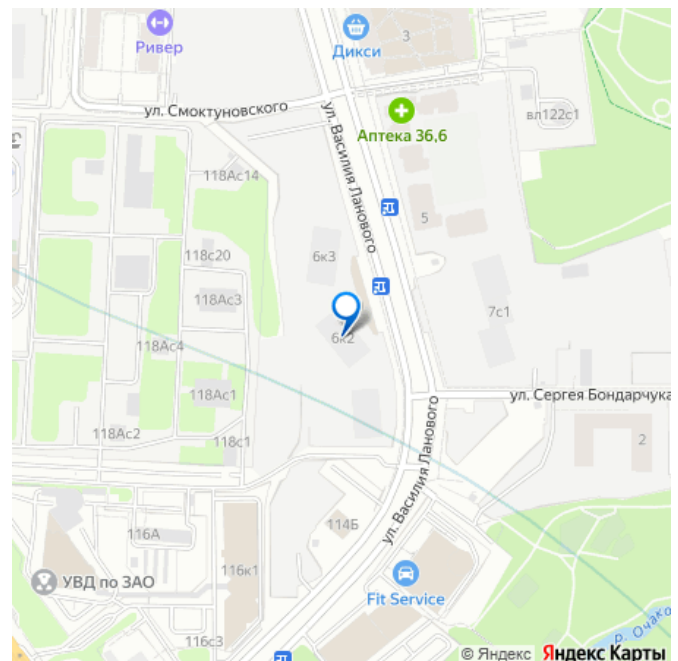 Ривер
Дикси
3
ул. Смоктуновского
Аптека 36,6
вл122с1
ул. Василия Ланового
118Ас14
5
118с20
6к3
118Ас3
7с1
6к2
118Ас4
118Ас1
ул. Сергея Бондарчука
118Ас2
118с1
ул. Василия Ланового
2
116А
114Б
УВД по ЗАО
116к1
Fit Service
р. Очако
116с3
© Яндекс Яндекс Карты